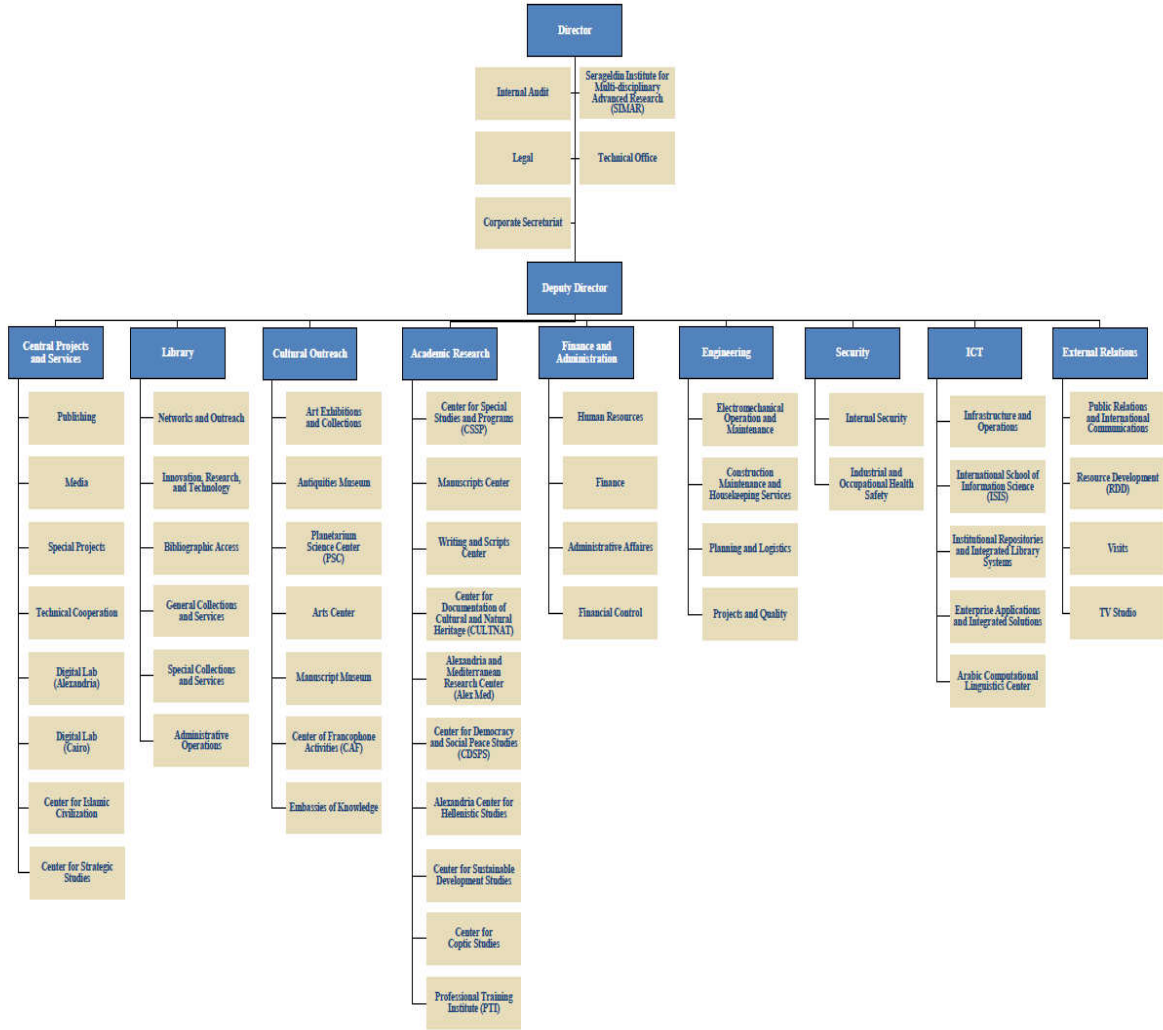 Director
Internal Audit
Serageldin Institute for
Multi-disciplinary
Advanced Research
(SIMAR)
Legal
Technical Office
Corporate Secretariat
Deputy Director
Central Projects
and Services
Library
Cultural Outreach
Academic Research
Finance and
Administration
Engineering
Security
ICT
External Relations
Publishing
Media
Special Projects
Technical Cooperation
Digital Lab
(Alexandria)
Digital Lab
(Cairo)
Center for Islamic
Civilization
Center for Strategic
Studies
Networks and Outreach
Innovation, Research,
and Technology
Bibliographic Access
General Collections
and Services
Special Collections
and Services
Administrative
Operations
Art Exhibitions
and Collections
Antiquities Museum
Planetarium
Science Center
(PSC)
Arts Center
Manuscript Museum
Center of Francophone
Activities (CAF)
Embassies of Knowledge
Center for Special
Studies and Programs
(CSSP)
Manuscripts Center
Writing and Scripts
Center
Center for
Documentation of
Cultural and Natural
Heritage (CULTNAT)
Alexandria and
Mediterranean
Research Center
(Alex Med)
Center for Democracy
and Social Peace Studies
(CDSPS)
Alexandria Center for
Hellenistic Studies
Center for Sustainable
Development Studies
Center for
Coptic Studies
Professional Training
Institute (PTI)
Human Resources
Finance
Administrative Affaires
Financial Control
Electromechanical
Operation and
Maintenance
Construction
Maintenance and
Housekeeping Services
Planning and Logistics
Projects and Quality
Internal Security
Industrial and
Occupational Health
Safety
Infrastructure and
Operations
International School of
Information Science
(ISIS)
Institutional Repositories
and Integrated Library
Systems
Enterprise Applications
and Integrated Solutions
Arabic Computational
Linguistics Center
Public Relations
and International
Communications
Resource Development
(RDD)
Visits
TV Studio